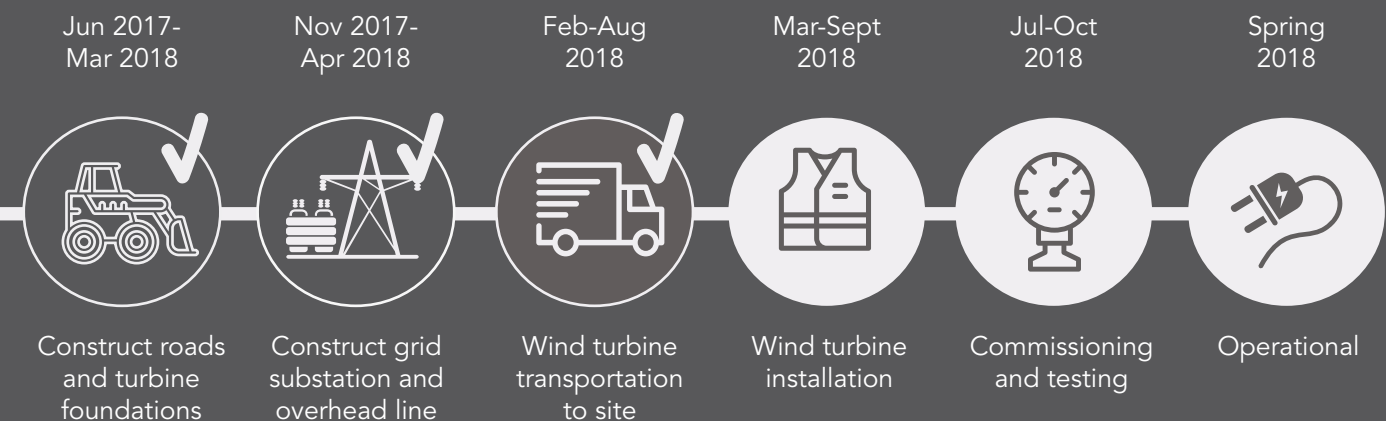 Jun 2017-
Mar 2018
Nov 2017-
Apr 2018
Feb-Aug
2018
Mar-Sept
2018
Jul-Oct
2018
Spring
2018
Construct roads
and turbine
foundations
Construct grid
substation and
overhead line
Wind turbine
transportation
to site
Wind turbine
installation
Commissioning
and testing
Operational